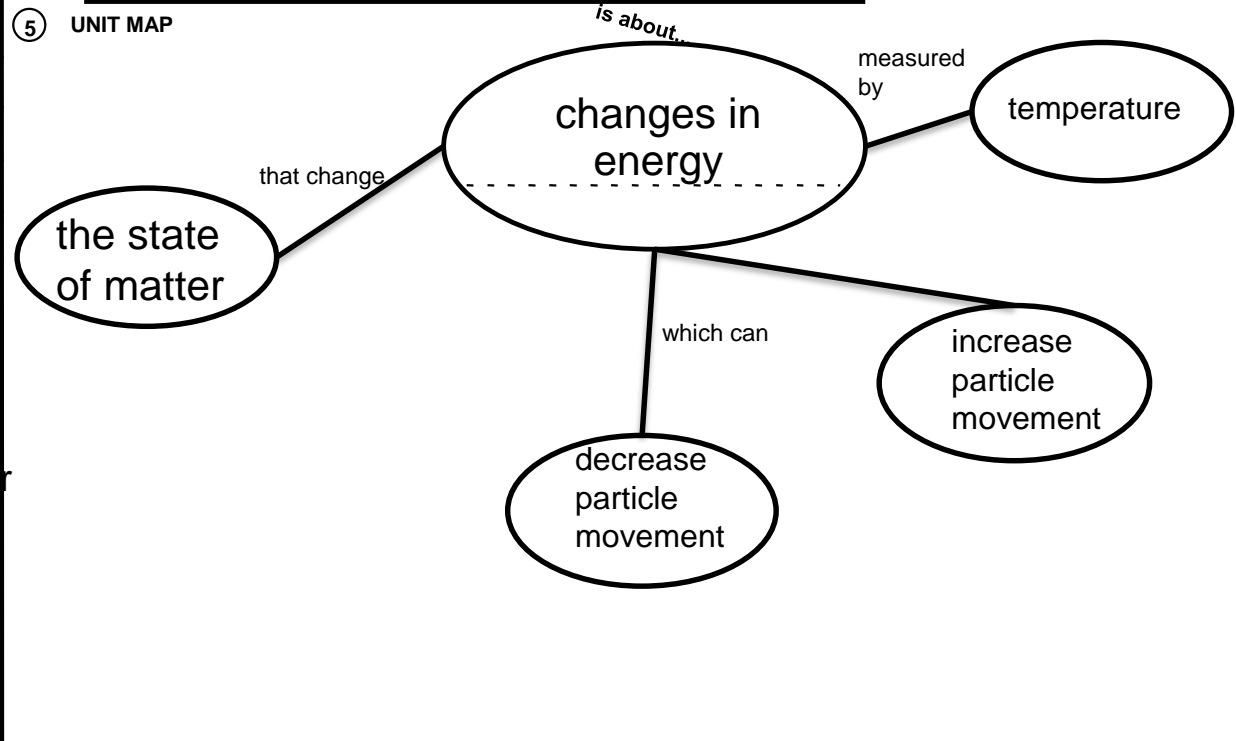 5 UNIT MAP
is about...
changes in
energy
measured
by
temperature
that change
the state
of matter
which can
increase
particle
movement
decrease
particle
movement
r